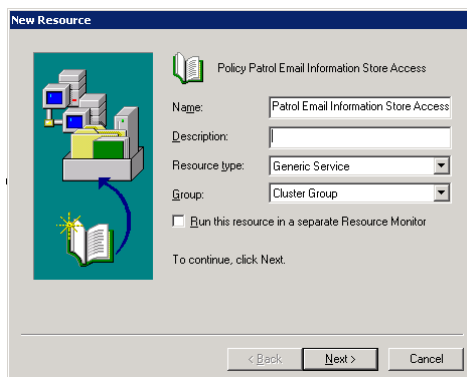 New Resource
Policy Patrol Email Information Store Access
Name: Patrol Email Information Store Access
Description:
Resource type: Generic Service
Group: Cluster Group
Run this resource in a separate Resource Monitor
To continue, click Next.
< Back Next > Cancel